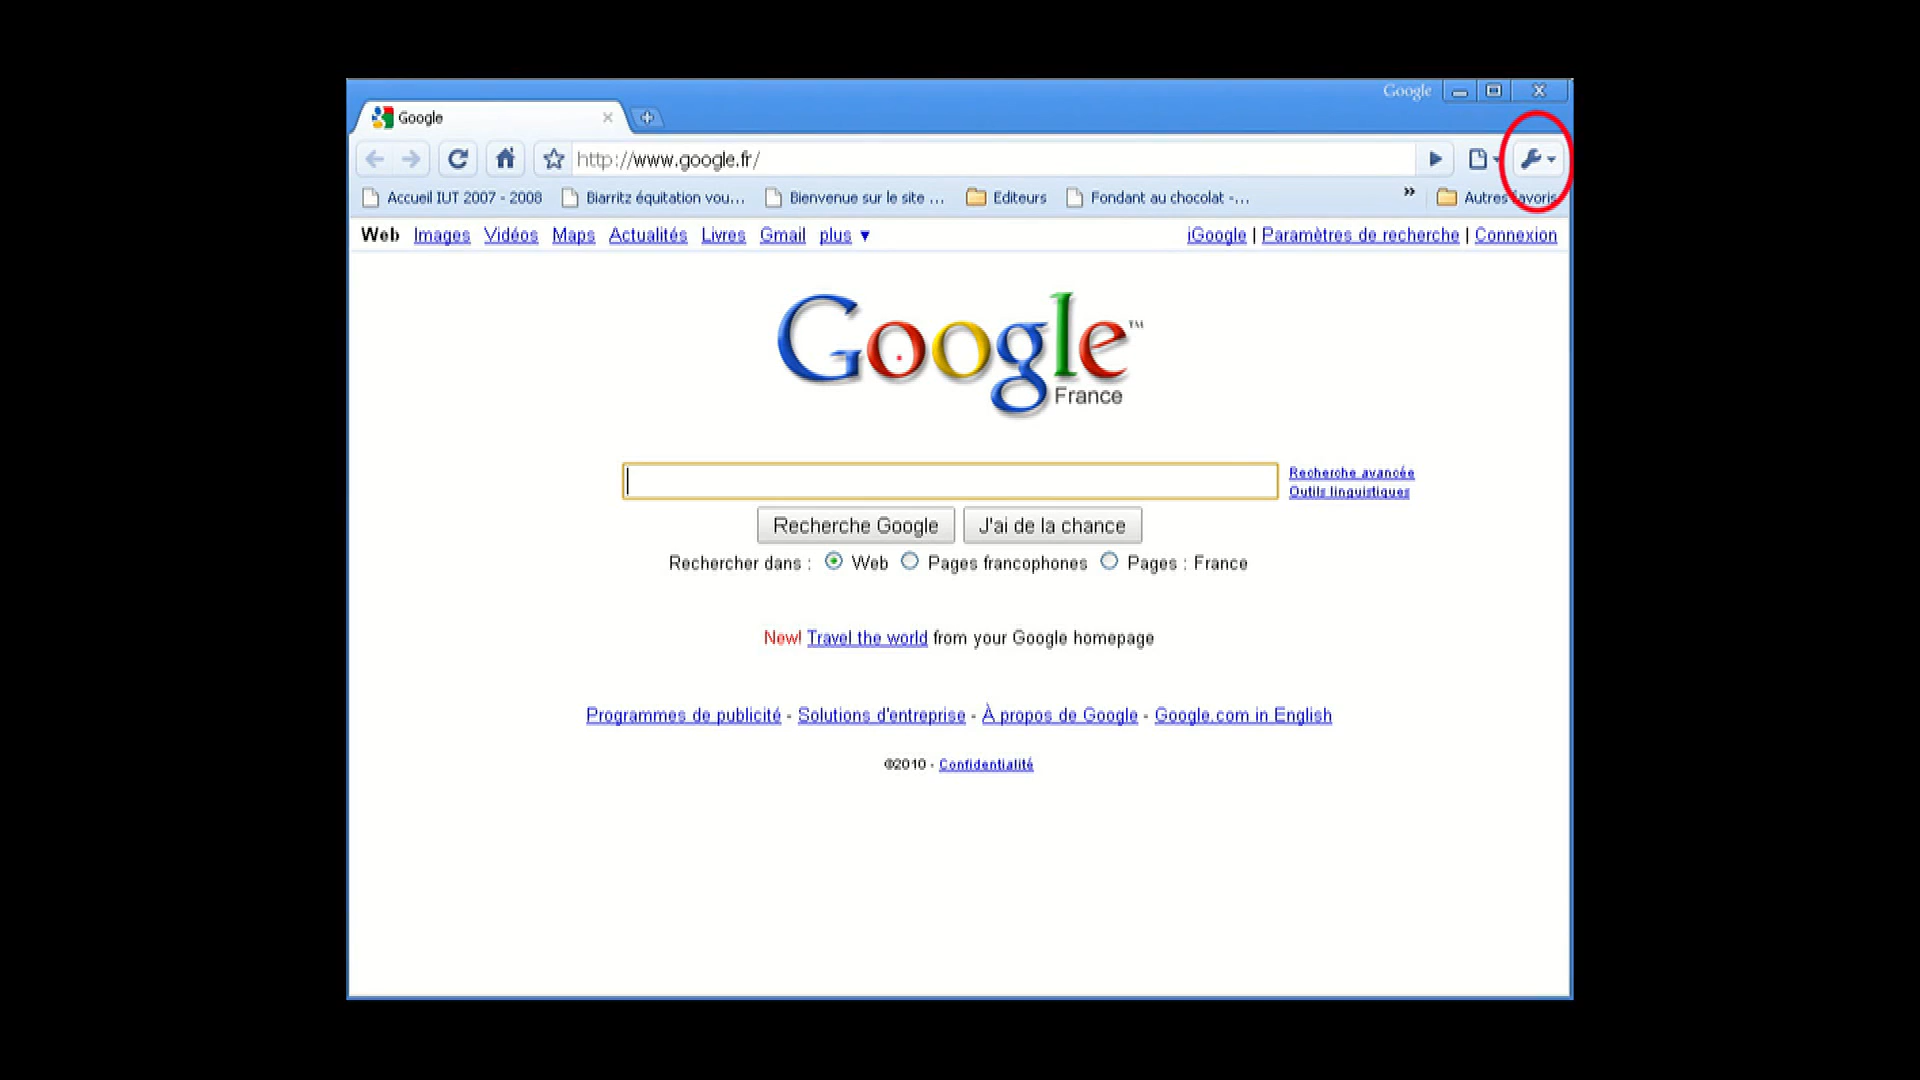 Google
Google
http://www.google.fr/
Accueil IUT 2007 - 2008 Biarritz équitation vou... Bienvenue sur le site ... Editeurs Fondant au chocolat -... » Autres favoris
Web Images Vidéos Maps Actualités Livres Gmail plus ▼ iGoogle | Paramètres de recherche | Connexion
Google™
France
Recherche avancée
Outils linguistiques
Recherche Google J'ai de la chance
Rechercher dans : Web Pages francophones Pages : France
New! Travel the world from your Google homepage
Programmes de publicité - Solutions d'entreprise - À propos de Google - Google.com in English
©2010 - Confidentialité